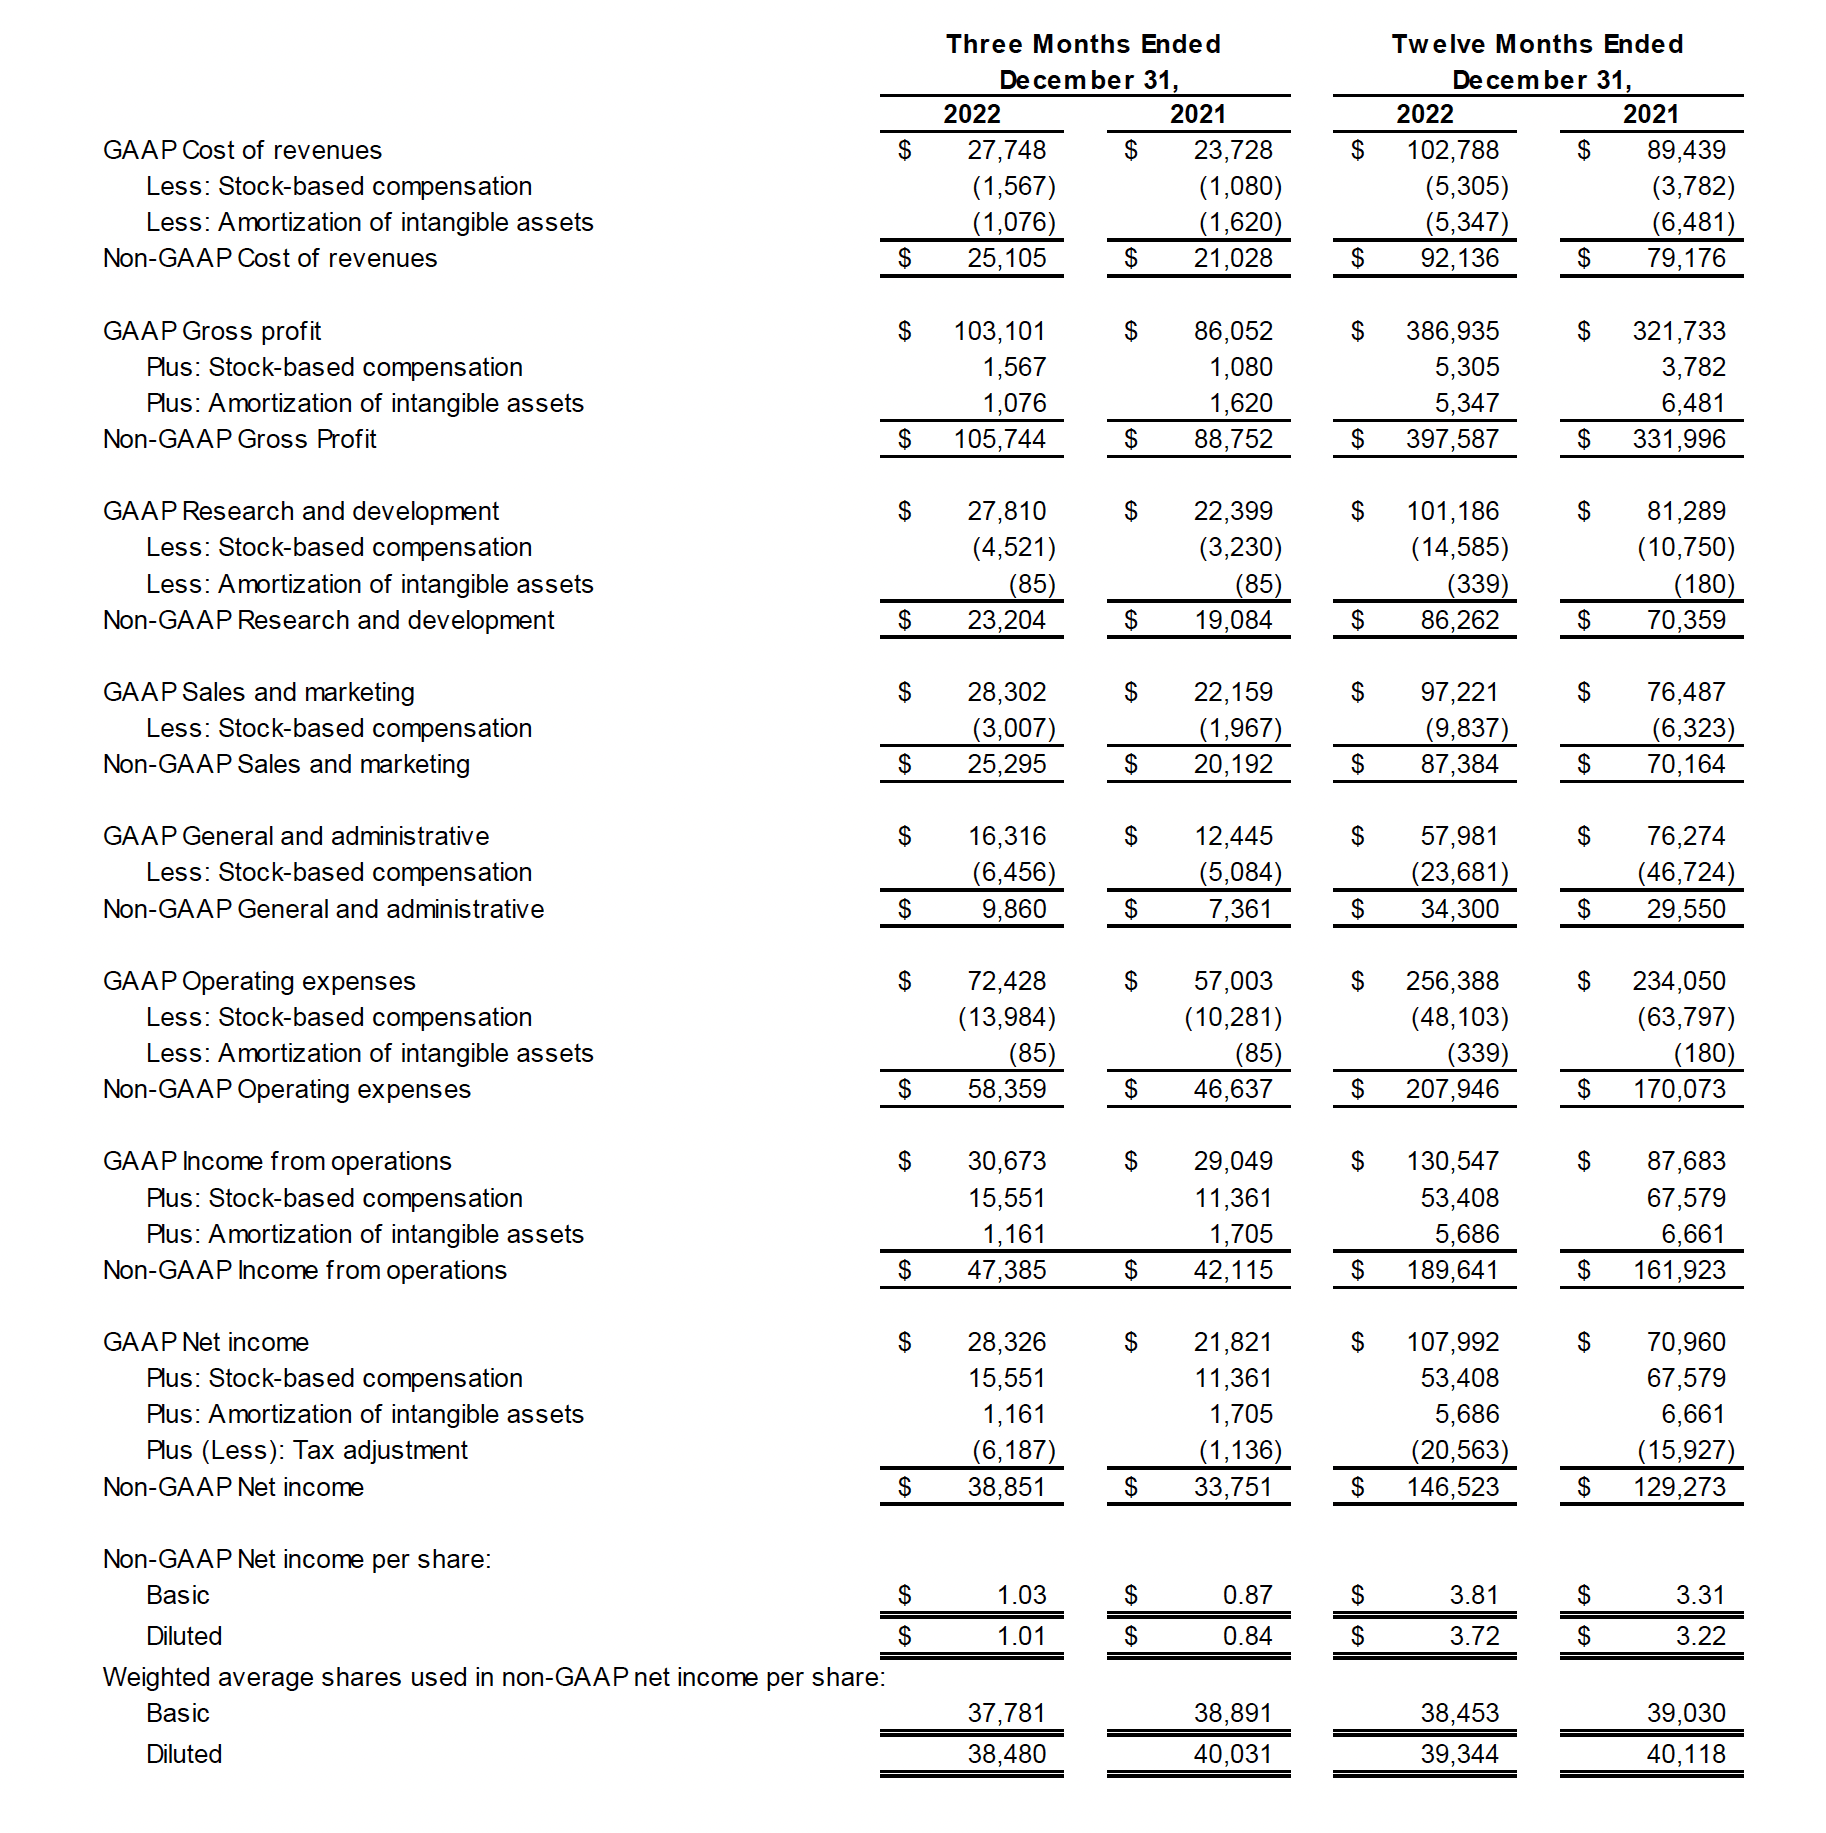 Three Months Ended Twelve Months Ended
December 31, December 31,
2022 2021 2022 2021
GAAP Cost of revenues $ 27,748 $ 23,728 $ 102,788 $ 89,439
Less: Stock-based compensation (1,567) (1,080) (5,305) (3,782)
Less: Amortization of intangible assets (1,076) (1,620) (5,347) (6,481)
Non-GAAP Cost of revenues $ 25,105 $ 21,028 $ 92,136 $ 79,176
GAAP Gross profit $ 103,101 $ 86,052 $ 386,935 $ 321,733
Plus: Stock-based compensation 1,567 1,080 5,305 3,782
Plus: Amortization of intangible assets 1,076 1,620 5,347 6,481
Non-GAAP Gross Profit $ 105,744 $ 88,752 $ 397,587 $ 331,996
GAAP Research and development $ 27,810 $ 22,399 $ 101,186 $ 81,289
Less: Stock-based compensation (4,521) (3,230) (14,585) (10,750)
Less: Amortization of intangible assets (85) (85) (339) (180)
Non-GAAP Research and development $ 23,204 $ 19,084 $ 86,262 $ 70,359
GAAP Sales and marketing $ 28,302 $ 22,159 $ 97,221 $ 76,487
Less: Stock-based compensation (3,007) (1,967) (9,837) (6,323)
Non-GAAP Sales and marketing $ 25,295 $ 20,192 $ 87,384 $ 70,164
GAAP General and administrative $ 16,316 $ 12,445 $ 57,981 $ 76,274
Less: Stock-based compensation (6,456) (5,084) (23,681) (46,724)
Non-GAAP General and administrative $ 9,860 $ 7,361 $ 34,300 $ 29,550
GAAP Operating expenses $ 72,428 $ 57,003 $ 256,388 $ 234,050
Less: Stock-based compensation (13,984) (10,281) (48,103) (63,797)
Less: Amortization of intangible assets (85) (85) (339) (180)
Non-GAAP Operating expenses $ 58,359 $ 46,637 $ 207,946 $ 170,073
GAAP Income from operations $ 30,673 $ 29,049 $ 130,547 $ 87,683
Plus: Stock-based compensation 15,551 11,361 53,408 67,579
Plus: Amortization of intangible assets 1,161 1,705 5,686 6,661
Non-GAAP Income from operations $ 47,385 $ 42,115 $ 189,641 $ 161,923
GAAP Net income $ 28,326 $ 21,821 $ 107,992 $ 70,960
Plus: Stock-based compensation 15,551 11,361 53,408 67,579
Plus: Amortization of intangible assets 1,161 1,705 5,686 6,661
Plus (Less): Tax adjustment (6,187) (1,136) (20,563) (15,927)
Non-GAAP Net income $ 38,851 $ 33,751 $ 146,523 $ 129,273
Non-GAAP Net income per share:
Basic $ 1.03 $ 0.87 $ 3.81 $ 3.31
Diluted $ 1.01 $ 0.84 $ 3.72 $ 3.22
Weighted average shares used in non-GAAP net income per share:
Basic 37,781 38,891 38,453 39,030
Diluted 38,480 40,031 39,344 40,118